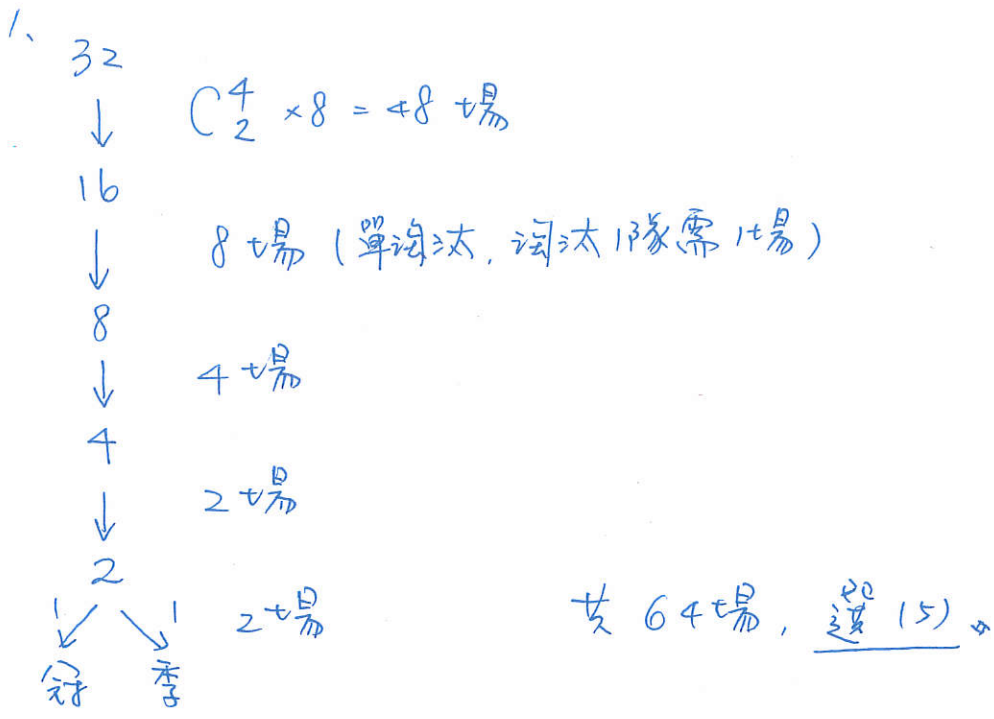 1、
32
↓
C⁴₂ × 8 = 48 場
16
↓
8 場 (單淘汰, 淘汰 1隊需 1場)
8
↓
4 場
4
↓
2 場
2
1 ↙ ↘ 1
2 場
冠 季
共 64 場, 選 (5)。